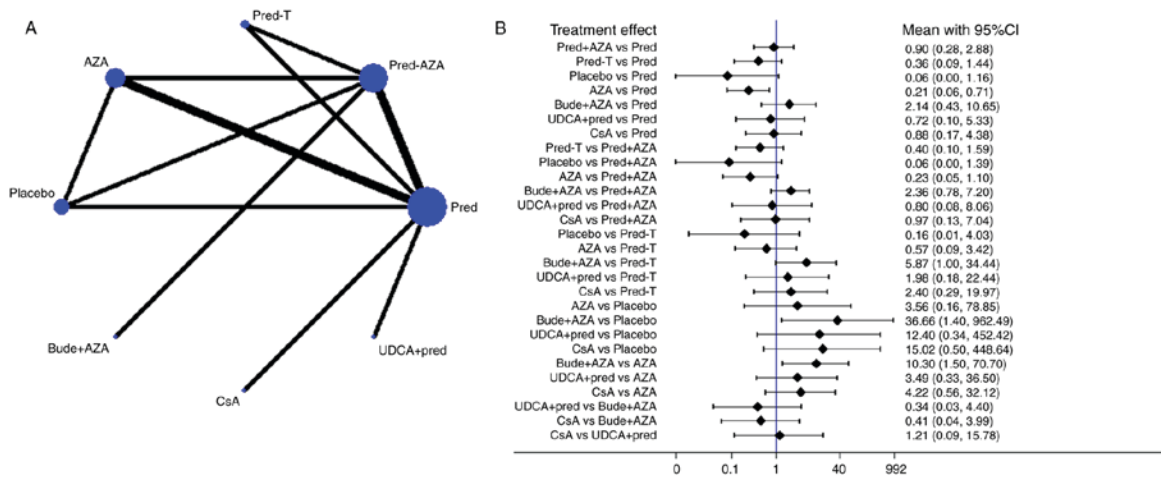 A
Pred-T
AZA
Pred-AZA
Placebo
Pred
Bude+AZA
UDCA+pred
CsA
B
Treatment effect Mean with 95%CI
Pred+AZA vs Pred 0.90 (0.28, 2.88)
Pred-T vs Pred 0.36 (0.09, 1.44)
Placebo vs Pred 0.06 (0.00, 1.16)
AZA vs Pred 0.21 (0.06, 0.71)
Bude+AZA vs Pred 2.14 (0.43, 10.65)
UDCA+pred vs Pred 0.72 (0.10, 5.33)
CsA vs Pred 0.88 (0.17, 4.38)
Pred-T vs Pred+AZA 0.40 (0.10, 1.59)
Placebo vs Pred+AZA 0.06 (0.00, 1.39)
AZA vs Pred+AZA 0.23 (0.05, 1.10)
Bude+AZA vs Pred+AZA 2.36 (0.78, 7.20)
UDCA+pred vs Pred+AZA 0.80 (0.08, 8.06)
CsA vs Pred+AZA 0.97 (0.13, 7.04)
Placebo vs Pred-T 0.16 (0.01, 4.03)
AZA vs Pred-T 0.57 (0.09, 3.42)
Bude+AZA vs Pred-T 5.87 (1.00, 34.44)
UDCA+pred vs Pred-T 1.98 (0.18, 22.44)
CsA vs Pred-T 2.40 (0.29, 19.97)
AZA vs Placebo 3.56 (0.16, 78.85)
Bude+AZA vs Placebo 36.66 (1.40, 962.49)
UDCA+pred vs Placebo 12.40 (0.34, 452.42)
CsA vs Placebo 15.02 (0.50, 448.64)
Bude+AZA vs AZA 10.30 (1.50, 70.70)
UDCA+pred vs AZA 3.49 (0.33, 36.50)
CsA vs AZA 4.22 (0.56, 32.12)
UDCA+pred vs Bude+AZA 0.34 (0.03, 4.40)
CsA vs Bude+AZA 0.41 (0.04, 3.99)
CsA vs UDCA+pred 1.21 (0.09, 15.78)
0 0.1 1 40 992